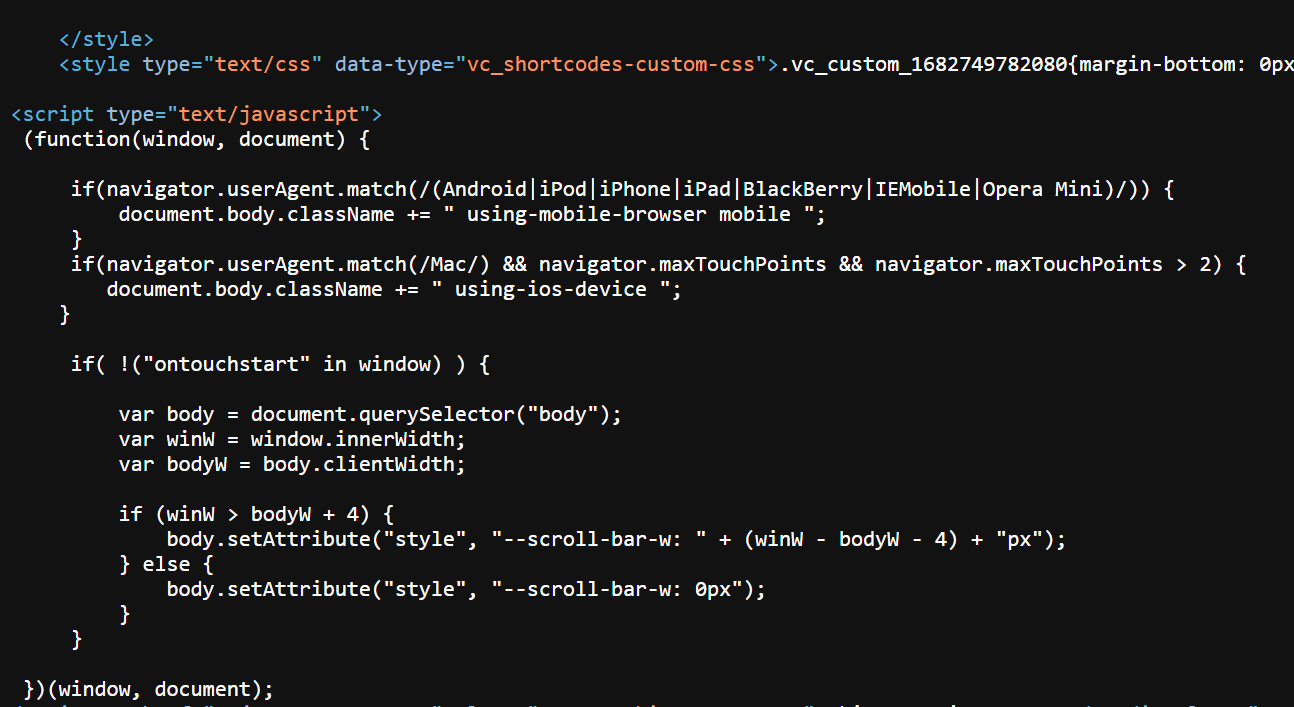 </style>
<style type="text/css" data-type="vc_shortcodes-custom-css">.vc_custom_1682749782080{margin-bottom: 0px
<script type="text/javascript">
(function(window, document) {
if(navigator.userAgent.match(/(Android|iPod|iPhone|iPad|BlackBerry|IEMobile|Opera Mini)/)) {
document.body.className += " using-mobile-browser mobile ";
}
if(navigator.userAgent.match(/Mac/) && navigator.maxTouchPoints && navigator.maxTouchPoints > 2) {
document.body.className += " using-ios-device ";
}
if( !("ontouchstart" in window) ) {
var body = document.querySelector("body");
var winW = window.innerWidth;
var bodyW = body.clientWidth;
if (winW > bodyW + 4) {
body.setAttribute("style", "--scroll-bar-w: " + (winW - bodyW - 4) + "px");
} else {
body.setAttribute("style", "--scroll-bar-w: 0px");
}
}
})(window, document);